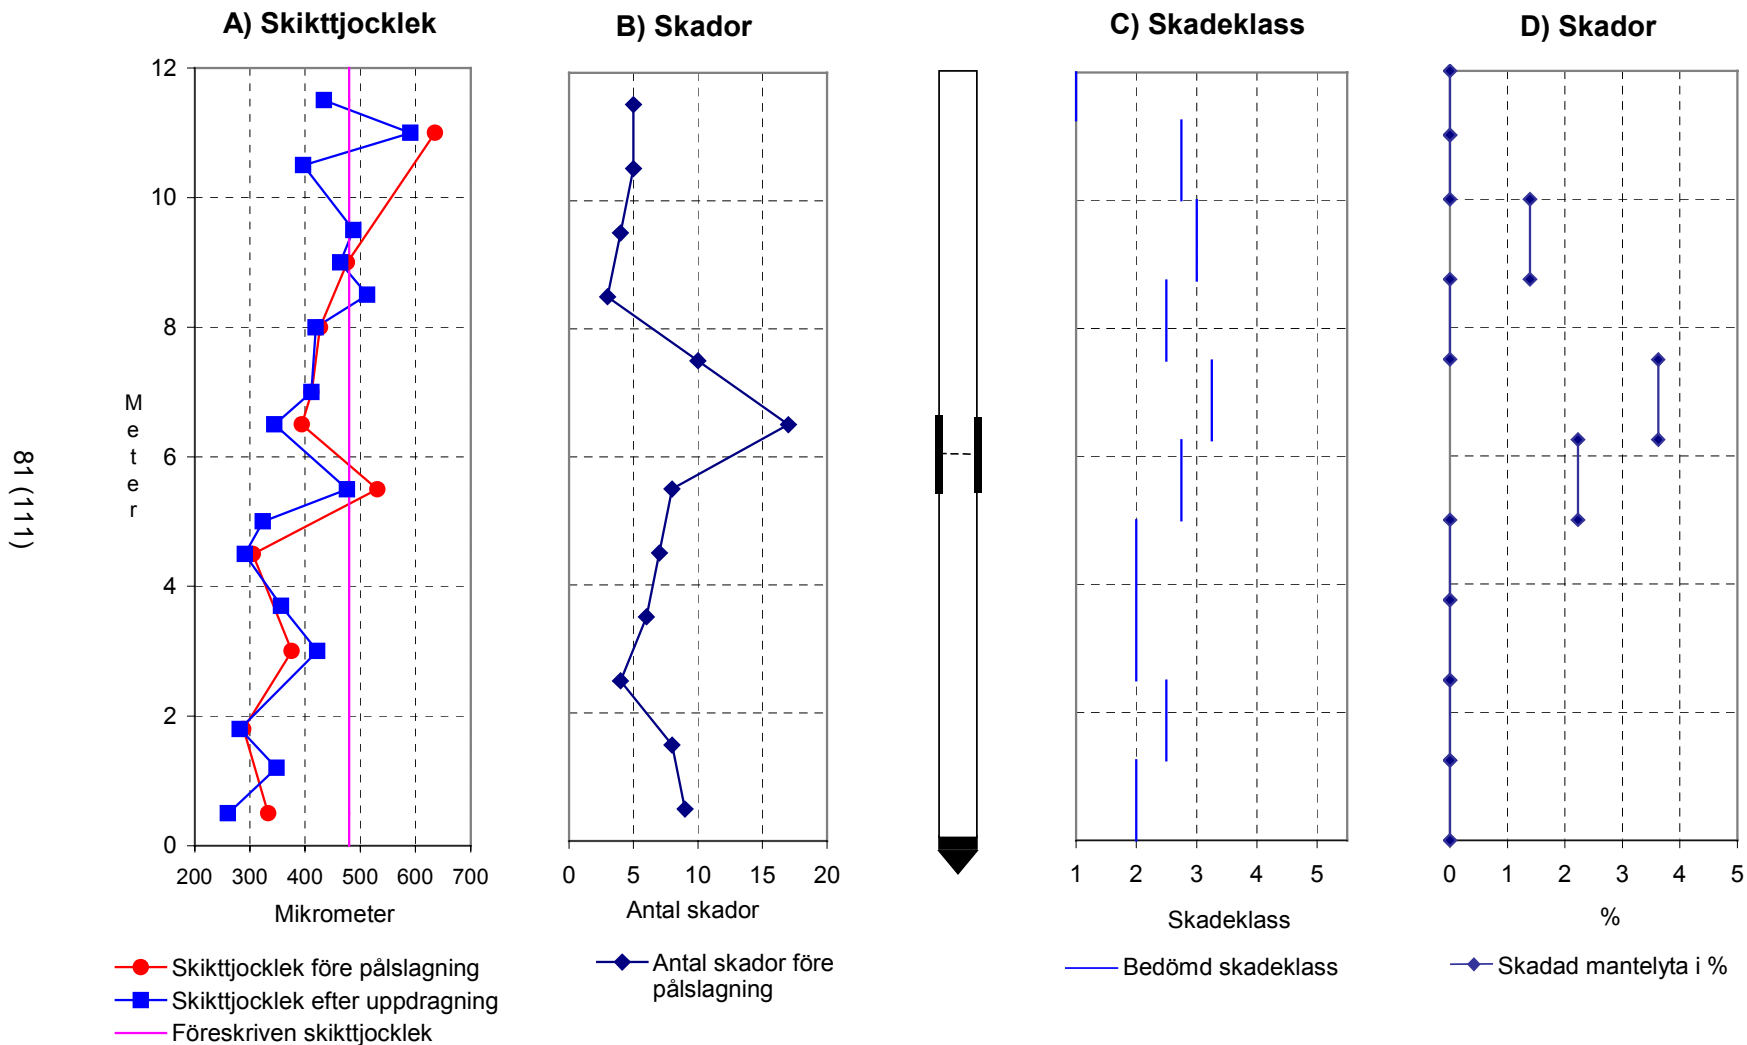 A) Skikttjocklek
B) Skador
C) Skadeklass
D) Skador
12
10
8
6
4
2
0
Meter
81 (111)
200 300 400 500 600 700
Mikrometer
0 5 10 15 20
Antal skador
1 2 3 4 5
Skadeklass
0 1 2 3 4 5
%
Skikttjocklek före pålslagning
Skikttjocklek efter uppdragning
Föreskriven skikttjocklek
Antal skador före
pålslagning
Bedömd skadeklass
Skadad mantelyta i %